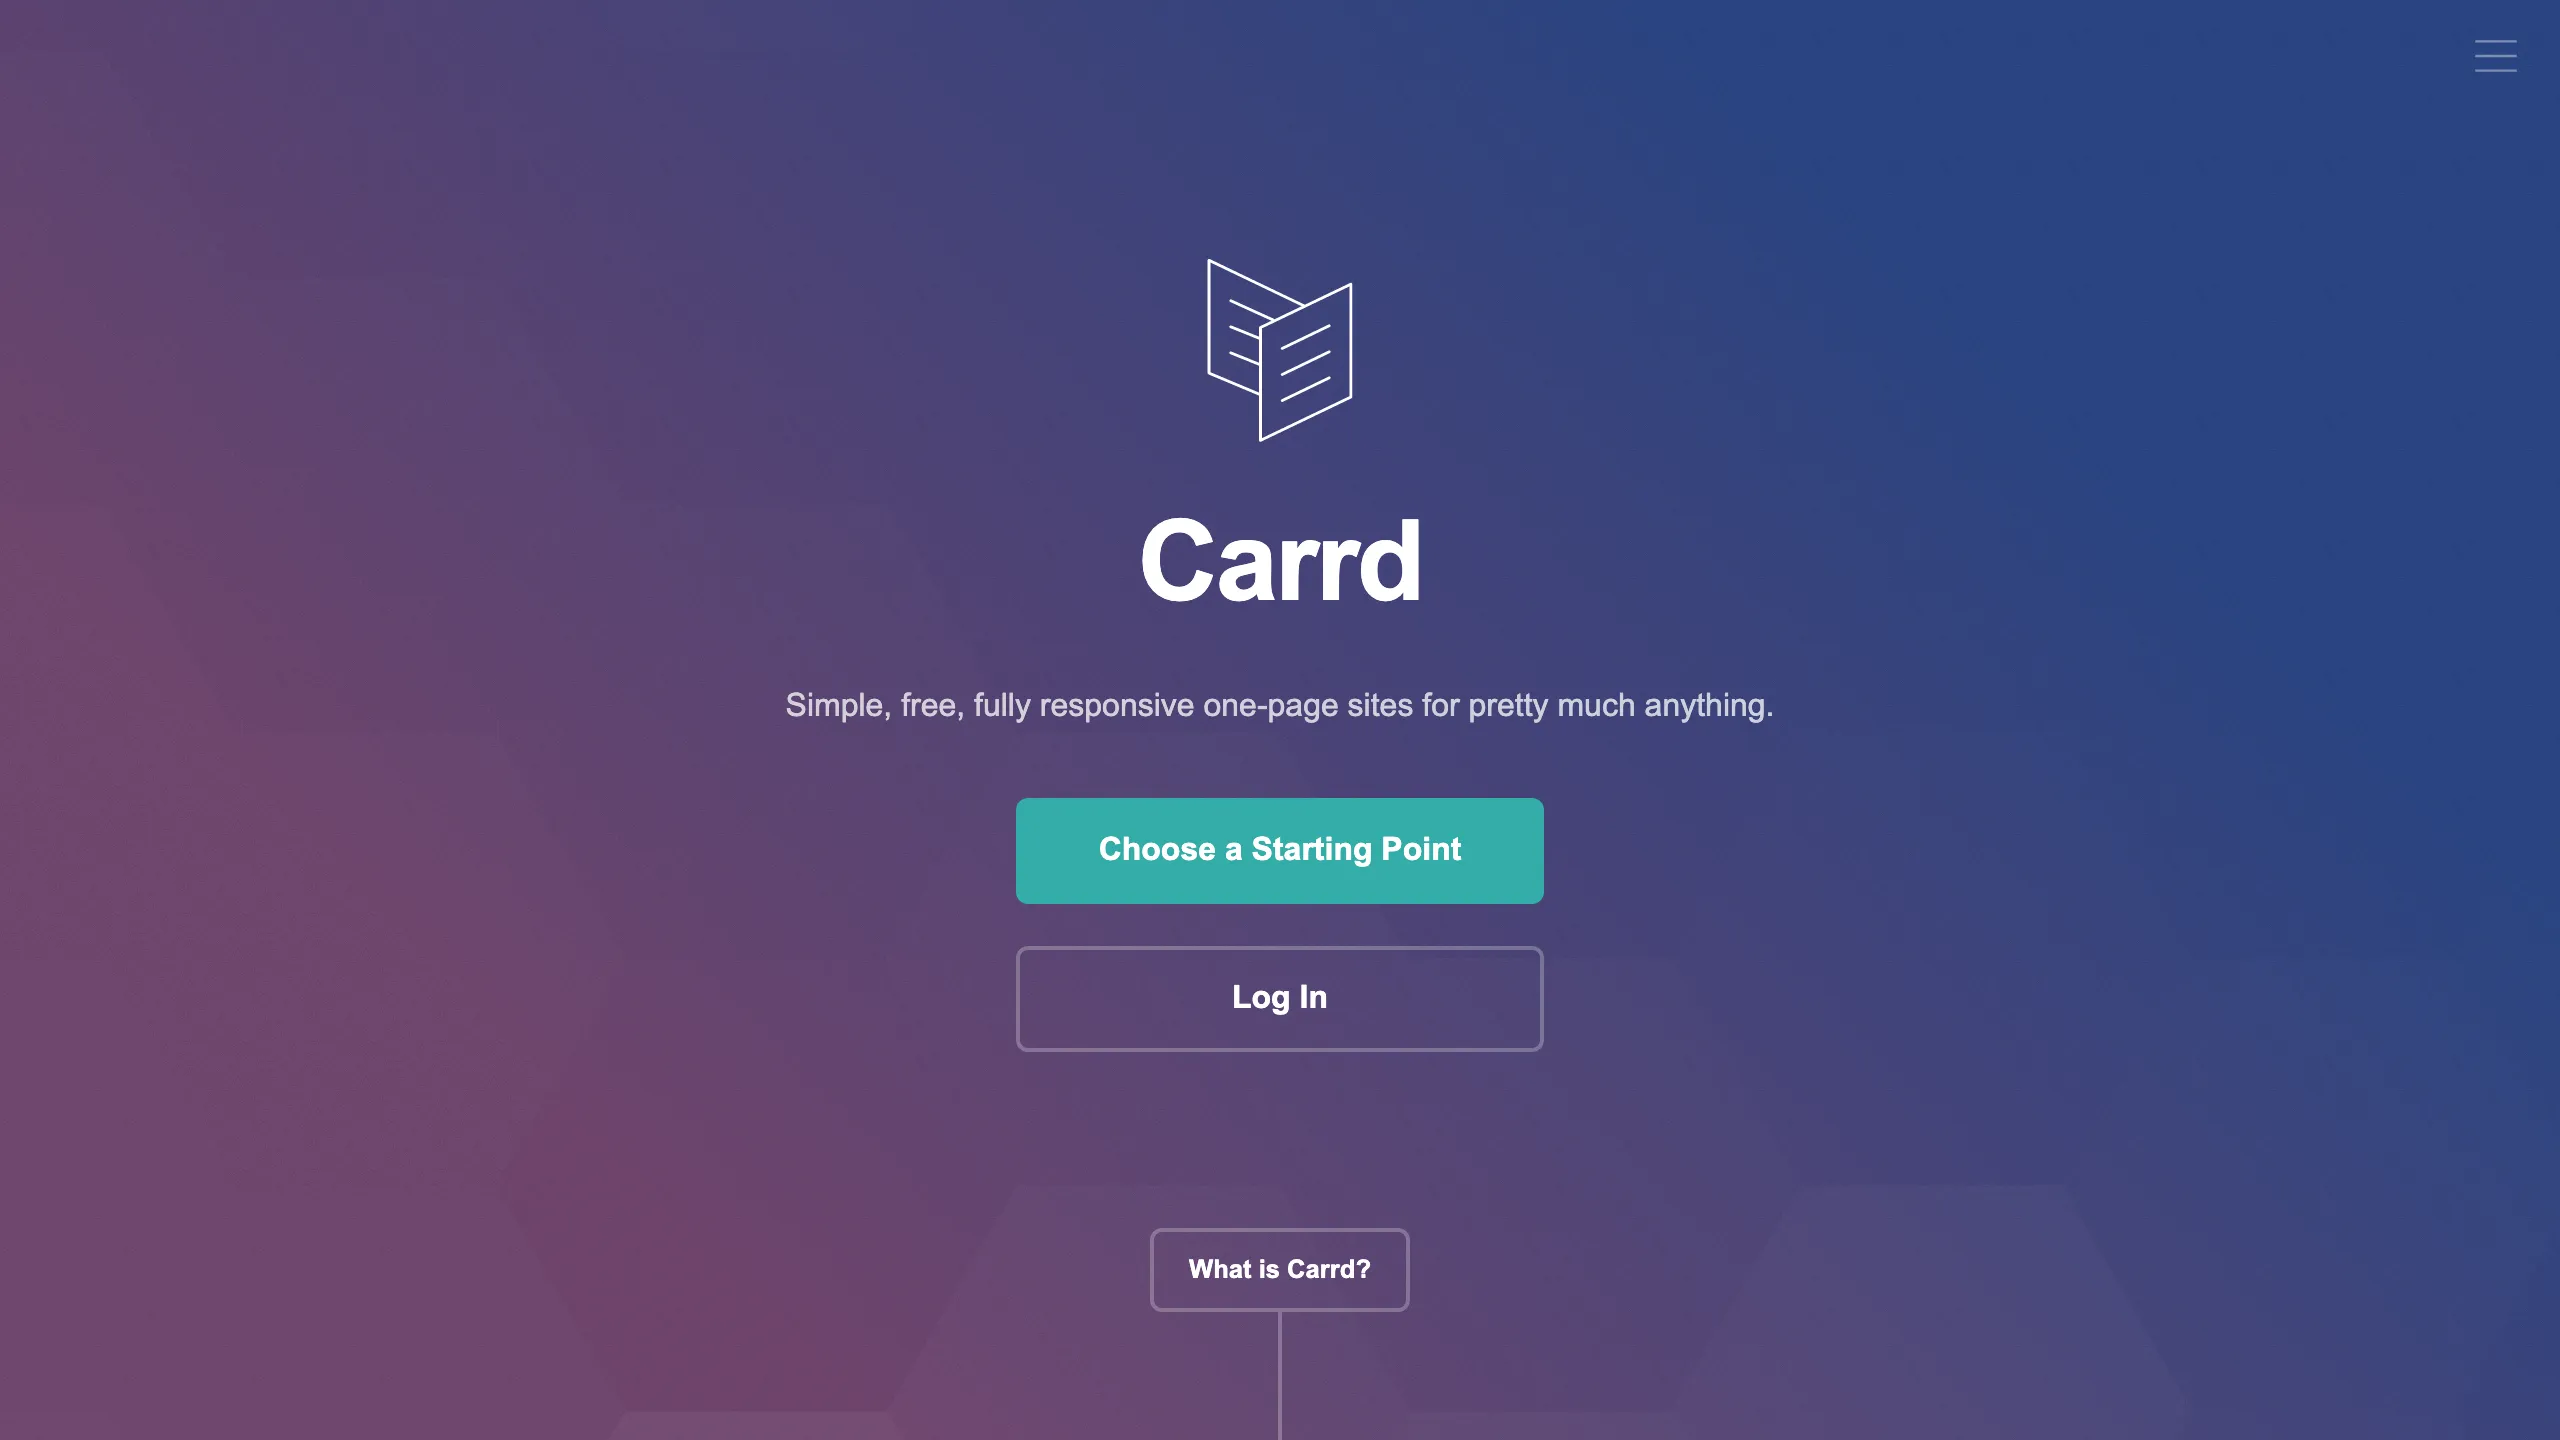 Carrd
Simple, free, fully responsive one-page sites for pretty much anything.
Choose a Starting Point
Log In
What is Carrd?